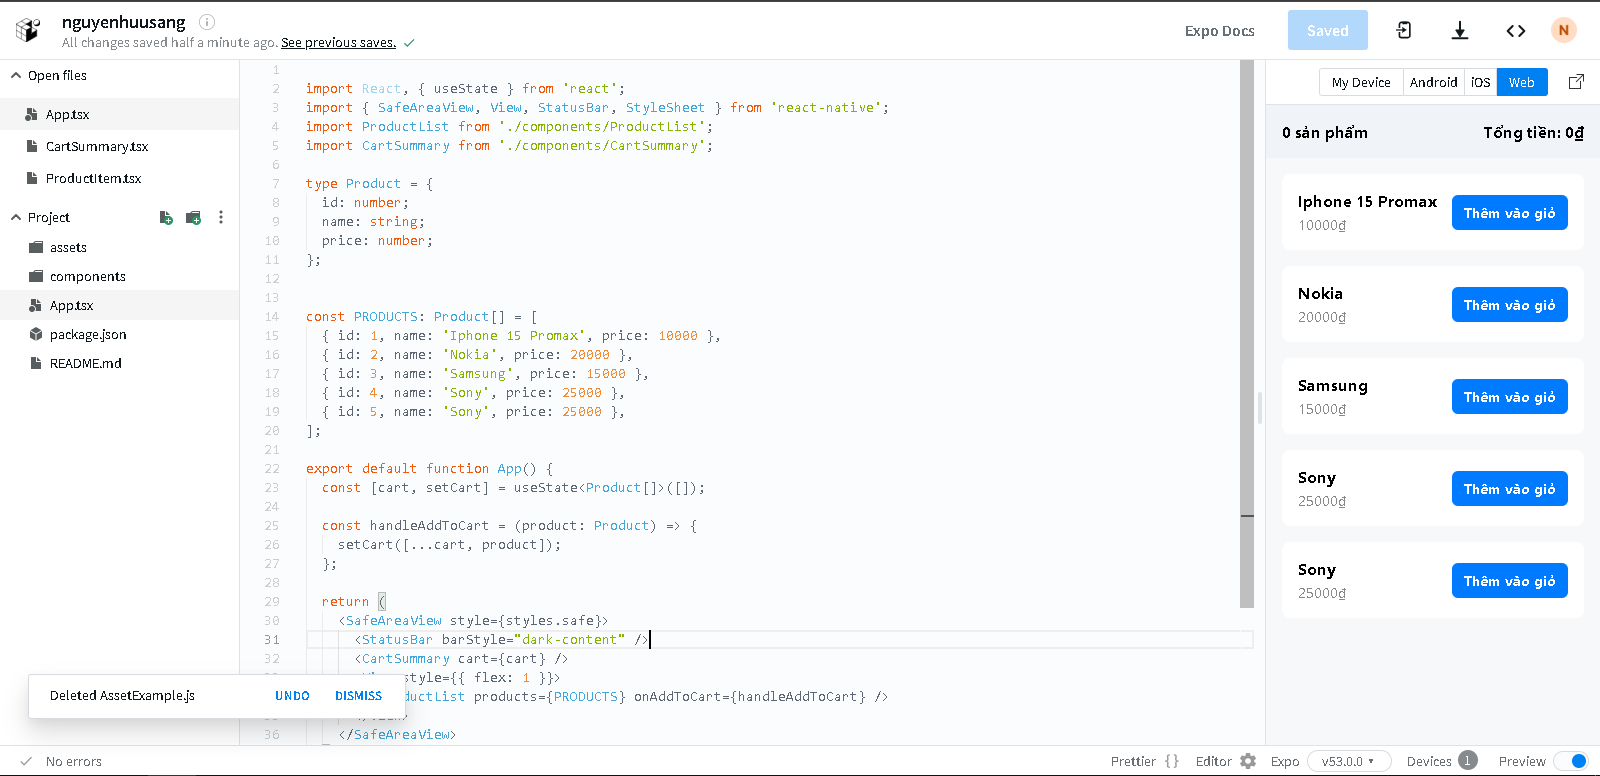 nguyenhuusang
All changes saved half a minute ago. See previous saves.
Expo Docs
Saved
N
Open files
App.tsx
CartSummary.tsx
ProductItem.tsx
Project
assets
components
App.tsx
package.json
README.md
1
2 import React, { useState } from 'react';
3 import { SafeAreaView, View, StatusBar, StyleSheet } from 'react-native';
4 import ProductList from './components/ProductList';
5 import CartSummary from './components/CartSummary';
6
7 type Product = {
8 id: number;
9 name: string;
10 price: number;
11 };
12
13
14 const PRODUCTS: Product[] = [
15 { id: 1, name: 'Iphone 15 Promax', price: 10000 },
16 { id: 2, name: 'Nokia', price: 20000 },
17 { id: 3, name: 'Samsung', price: 15000 },
18 { id: 4, name: 'Sony', price: 25000 },
19 { id: 5, name: 'Sony', price: 25000 },
20 ];
21
22 export default function App() {
23 const [cart, setCart] = useState<Product[]>([]);
24
25 const handleAddToCart = (product: Product) => {
26 setCart([...cart, product]);
27 };
28
29 return (
30 <SafeAreaView style={styles.safe}>
31 <StatusBar barStyle="dark-content" />
32 <CartSummary cart={cart} />
style={{ flex: 1 }}>
ductList products={PRODUCTS} onAddToCart={handleAddToCart} />
36 </SafeAreaView>
Deleted AssetExample.js
UNDO
DISMISS
My Device
Android
iOS
Web
0 sản phẩm
Tổng tiền: 0₫
Iphone 15 Promax
10000₫
Thêm vào giỏ
Nokia
20000₫
Thêm vào giỏ
Samsung
15000₫
Thêm vào giỏ
Sony
25000₫
Thêm vào giỏ
Sony
25000₫
Thêm vào giỏ
No errors
Prettier { }
Editor
Expo
v53.0.0
Devices 1
Preview